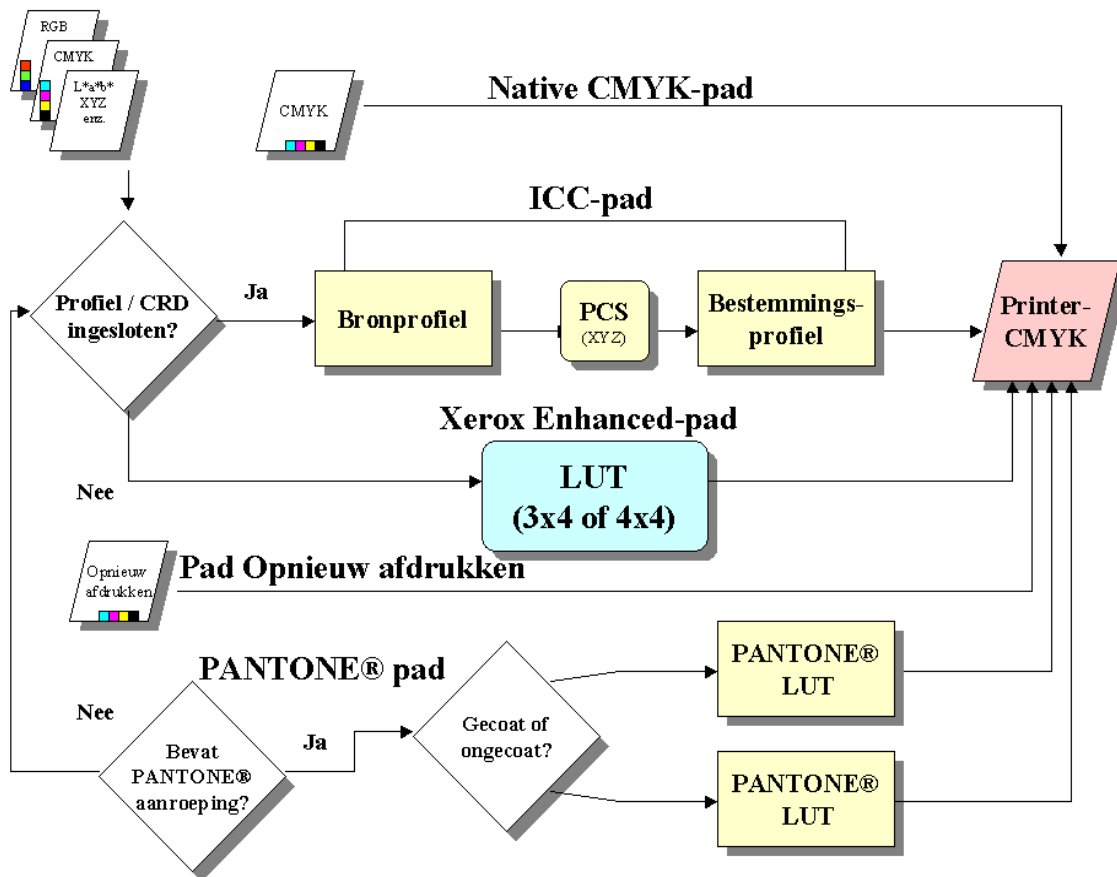 RGB
CMYK
L*a*b*
XYZ
enz.
CMYK
Native CMYK-pad
ICC-pad
Profiel / CRD
ingesloten?
Ja
Bronprofiel
PCS
(XYZ)
Bestemmings-
profiel
Printer-
CMYK
Xerox Enhanced-pad
Nee
LUT
(3x4 of 4x4)
Opnieuw
afdrukken
Pad Opnieuw afdrukken
PANTONE® pad
Nee
Bevat
PANTONE®
aanroeping?
Ja
Gecoat of
ongecoat?
PANTONE®
LUT
PANTONE®
LUT